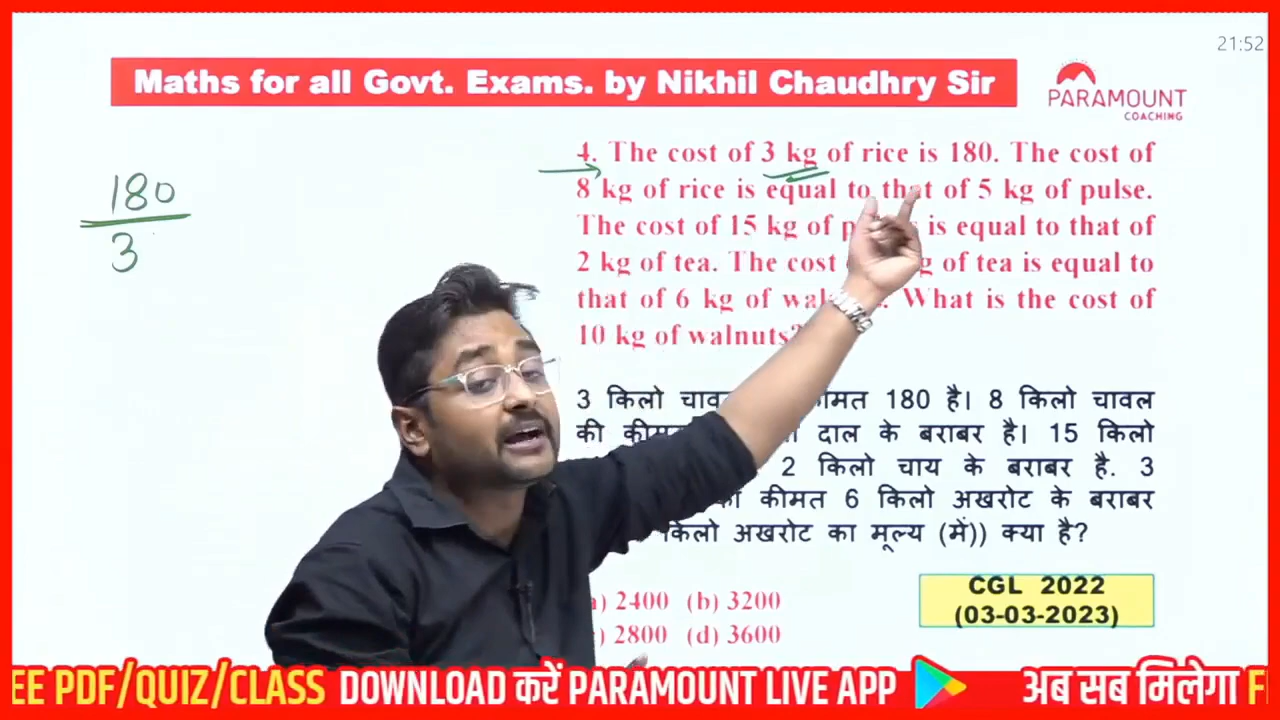 21:52
Maths for all Govt. Exams. by Nikhil Chaudhry Sir
PARAMOUNT
COACHING
180
3
4. The cost of 3 kg of rice is 180. The cost of
8 kg of rice is equal to that of 5 kg of pulse.
The cost of 15 kg of is equal to that of
2 kg of tea. The cost of tea is equal to
that of 6 kg of What is the cost of
10 kg of walnuts?
3 किलो मत 180 है। 8 किलो चावल
की दाल के बराबर है। 15 किलो
2 किलो चाय के बराबर है. 3
कीमत 6 किलो अखरोट के बराबर
किलो अखरोट का मूल्य (में)) क्या है?
) 2400 (b) 3200
) 2800 (d) 3600
CGL 2022
(03-03-2023)
EE PDF/QUIZ/CLASS DOWNLOAD करें PARAMOUNT LIVE APP अब सब मिलेगा F